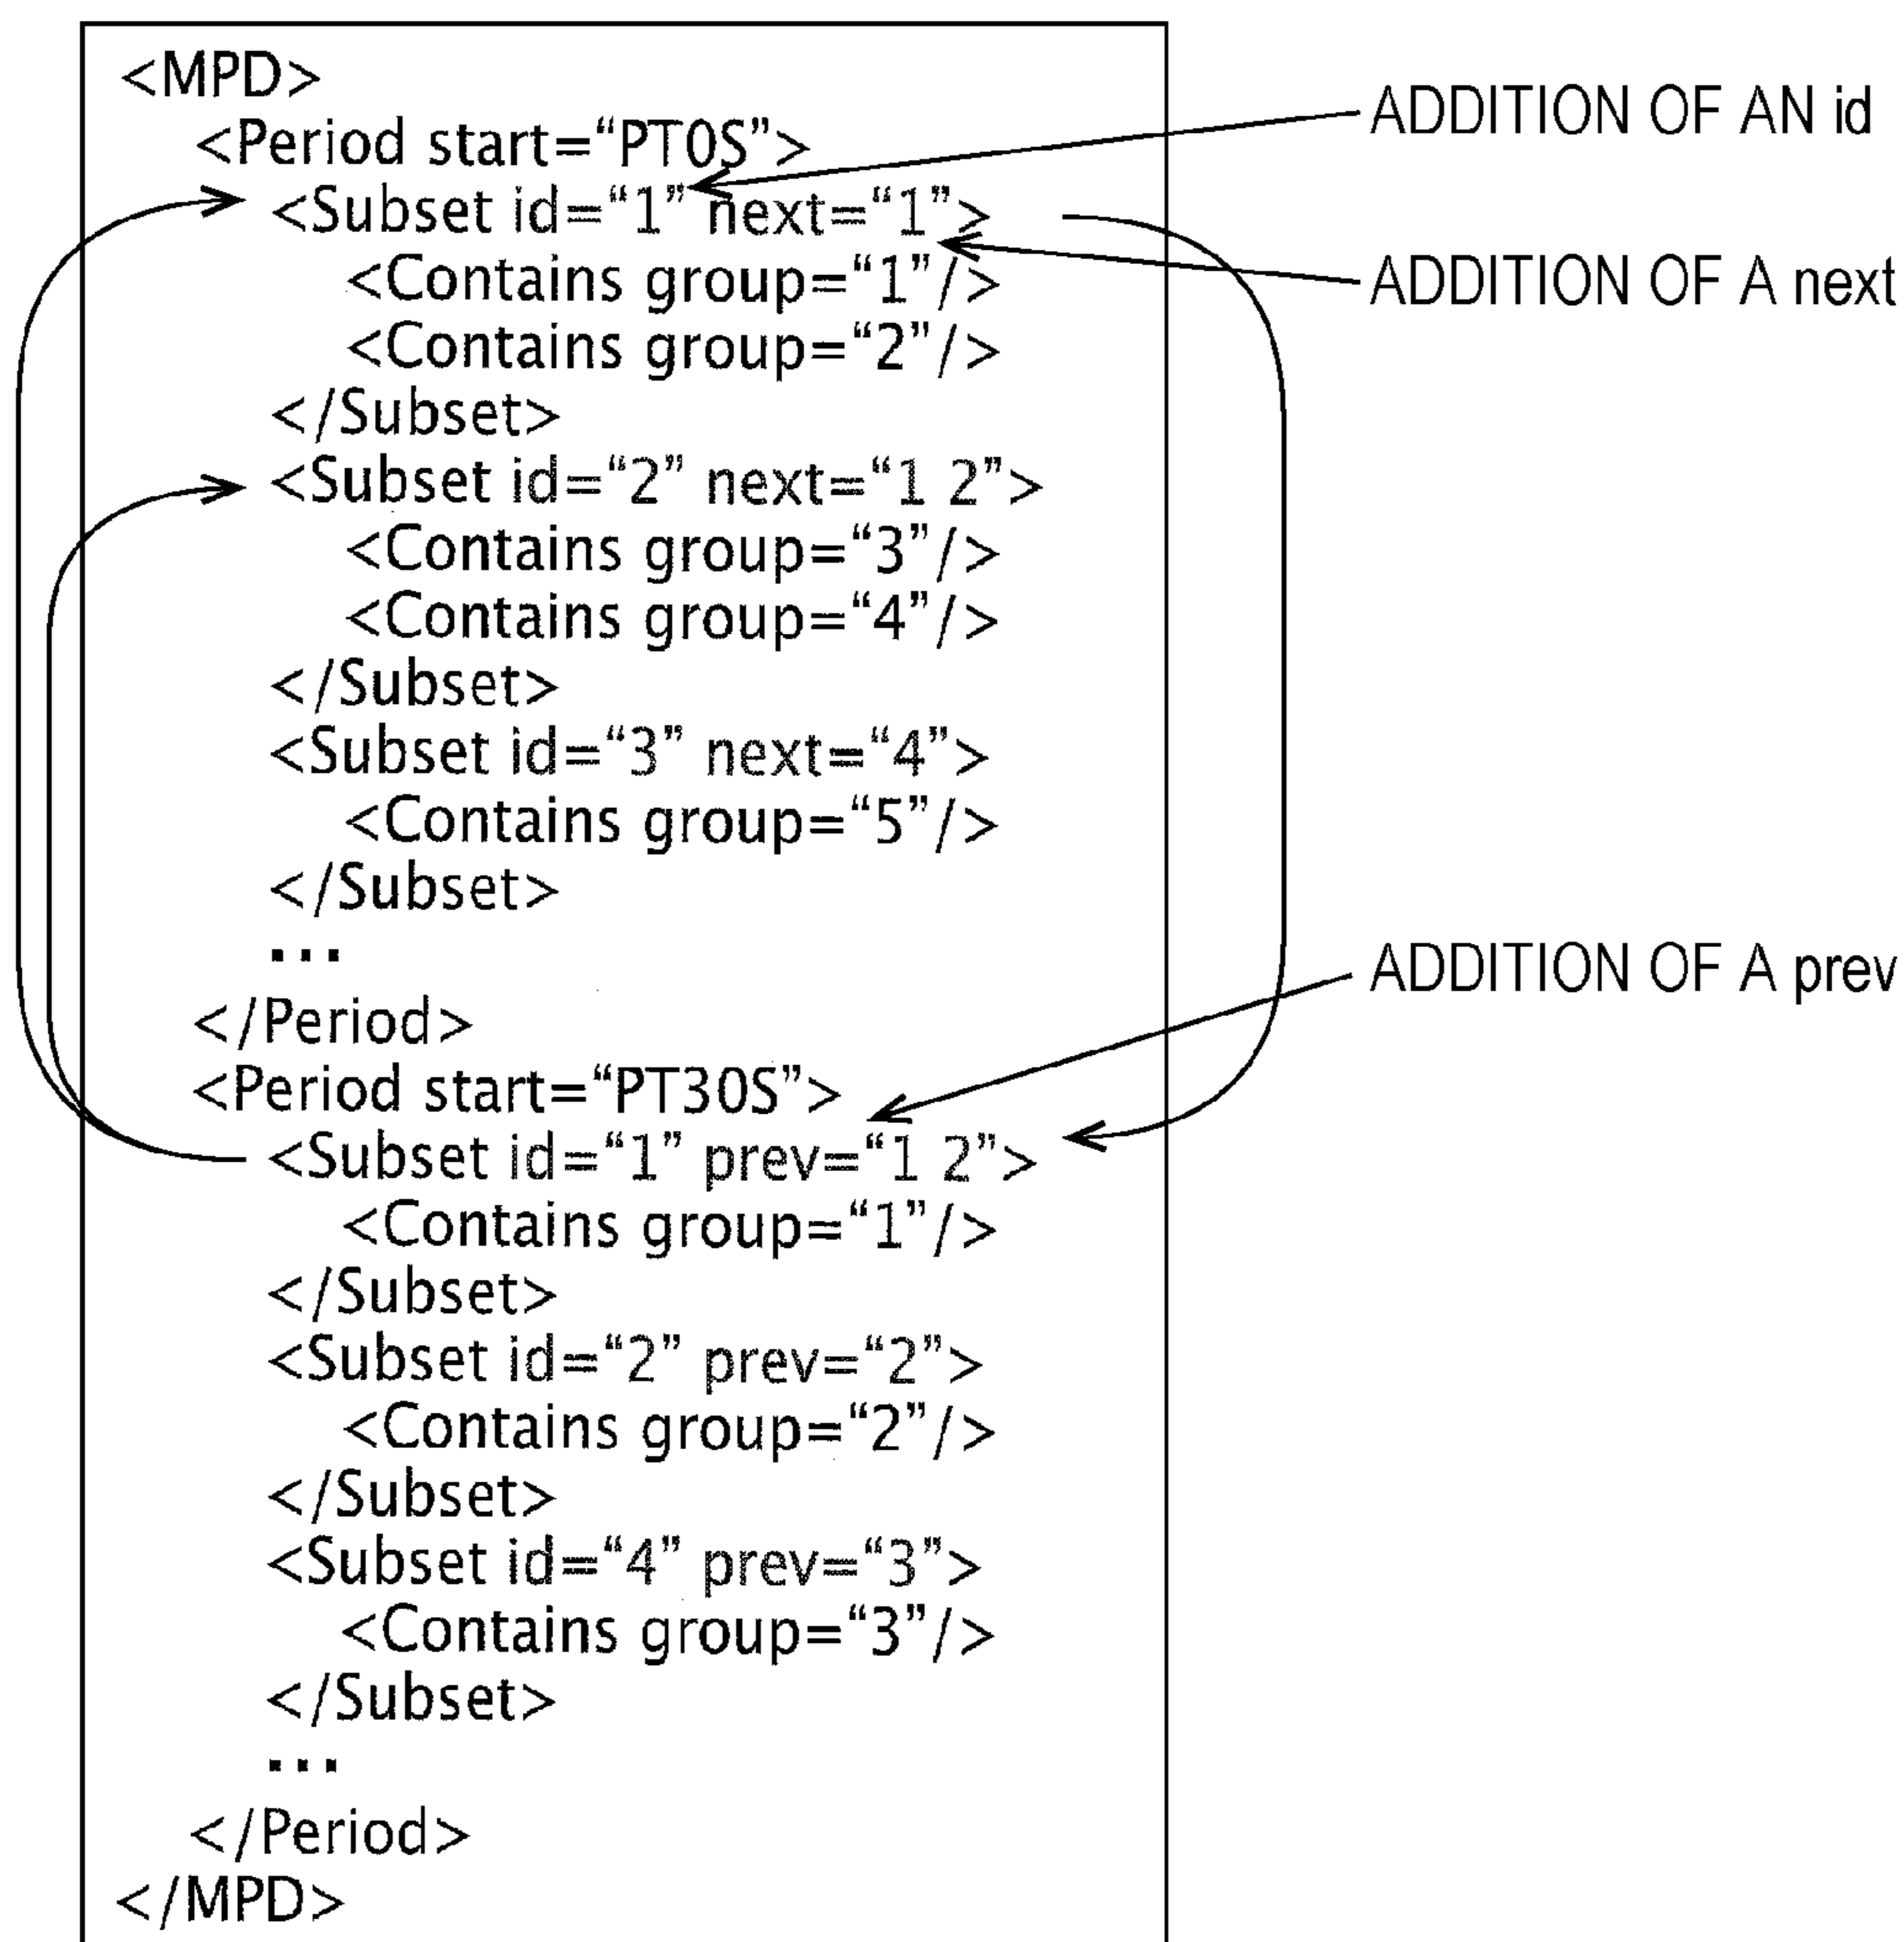 <MPD>
<Period start=“PT0S”>
<Subset id=“1” next=“1”>
<Contains group=“1”/>
<Contains group=“2”/>
</Subset>
<Subset id=“2” next=“1 2”>
<Contains group=“3”/>
<Contains group=“4”/>
</Subset>
<Subset id=“3” next=“4”>
<Contains group=“5”/>
</Subset>
...
</Period>
<Period start=“PT30S”>
<Subset id=“1” prev=“1 2”>
<Contains group=“1”/>
</Subset>
<Subset id=“2” prev=“2”>
<Contains group=“2”/>
</Subset>
<Subset id=“4” prev=“3”>
<Contains group=“3”/>
</Subset>
...
</Period>
</MPD>
ADDITION OF AN id
ADDITION OF A next
ADDITION OF A prev